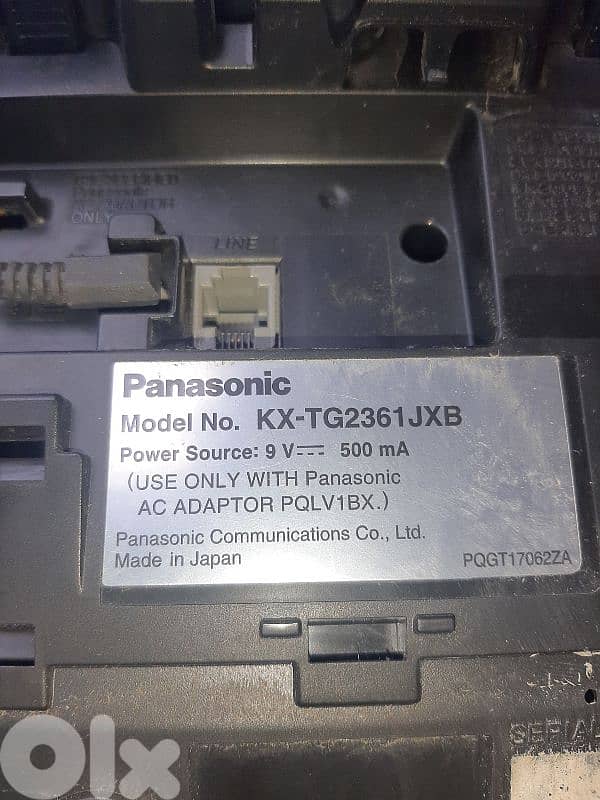 ONLY
LINE
Panasonic
Model No. KX-TG2361JXB
Power Source: 9 V⎓ 500 mA
(USE ONLY WITH Panasonic
AC ADAPTOR PQLV1BX.)
Panasonic Communications Co., Ltd.
Made in Japan PQGT17062ZA
SERIAL
Olx